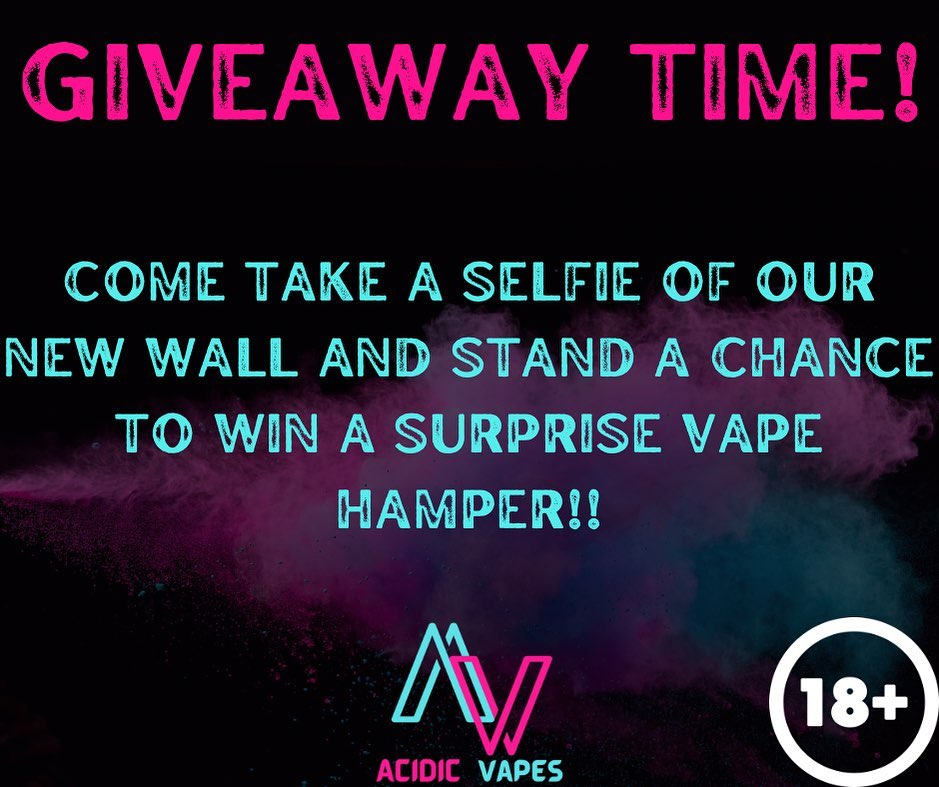 GIVEAWAY TIME!
COME TAKE A SELFIE OF OUR
NEW WALL AND STAND A CHANCE
TO WIN A SURPRISE VAPE
HAMPER!!
AV
ACIDIC VAPES
18+